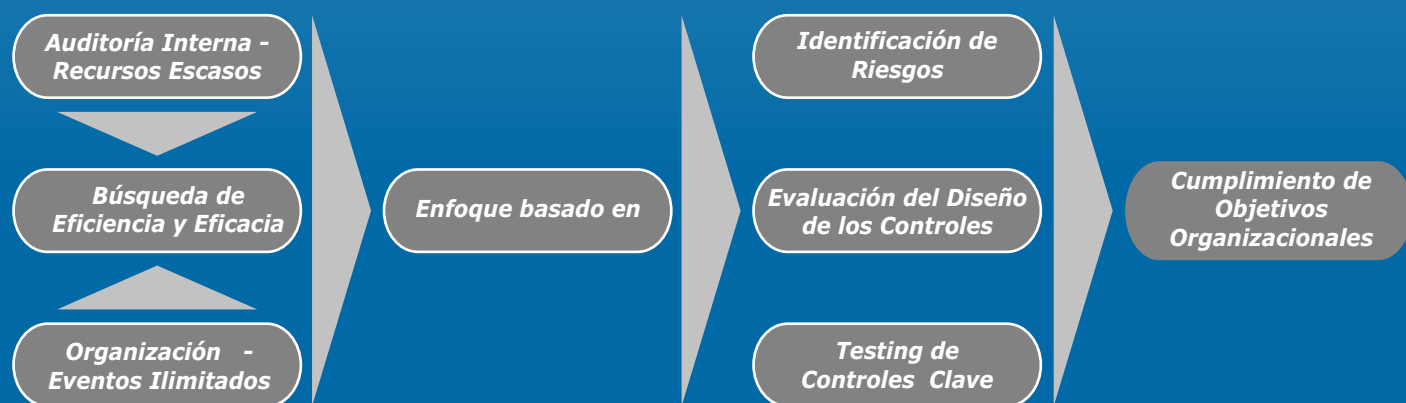 Auditoría Interna -
Recursos Escasos
Búsqueda de
Eficiencia y Eficacia
Organización -
Eventos Ilimitados
Enfoque basado en
Identificación de
Riesgos
Evaluación del Diseño
de los Controles
Testing de
Controles Clave
Cumplimiento de
Objetivos
Organizacionales